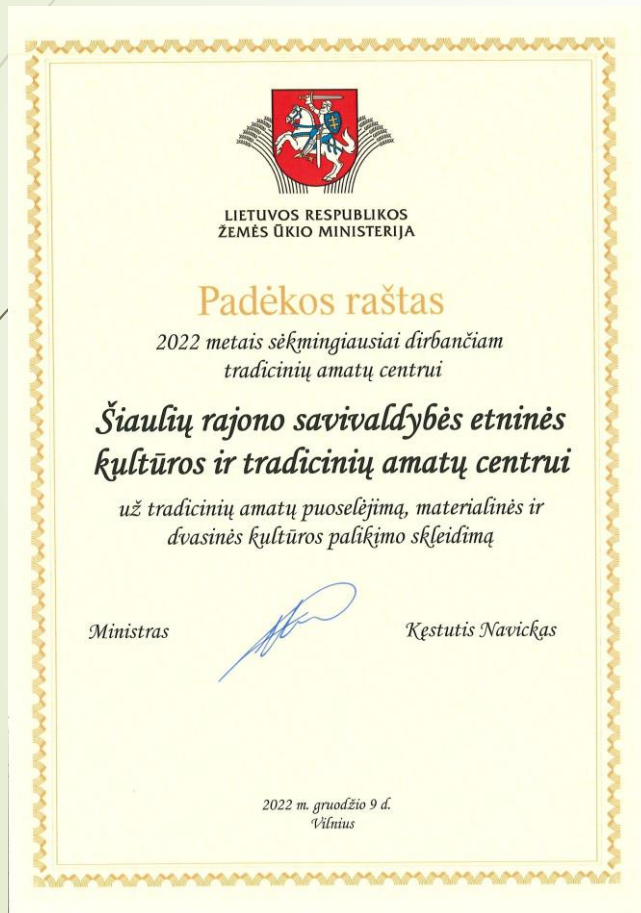 LIETUVOS RESPUBLIKOS
ŽEMĖS ŪKIO MINISTERIJA
Padėkos raštas
2022 metais sėkmingiausiai dirbančiam
tradicinių amatų centrui
Šiaulių rajono savivaldybės etninės
kultūros ir tradicinių amatų centrui
už tradicinių amatų puoselėjimą, materialinės ir
dvasinės kultūros palikimo skleidimą
Ministras Kęstutis Navickas
2022 m. gruodžio 9 d.
Vilnius